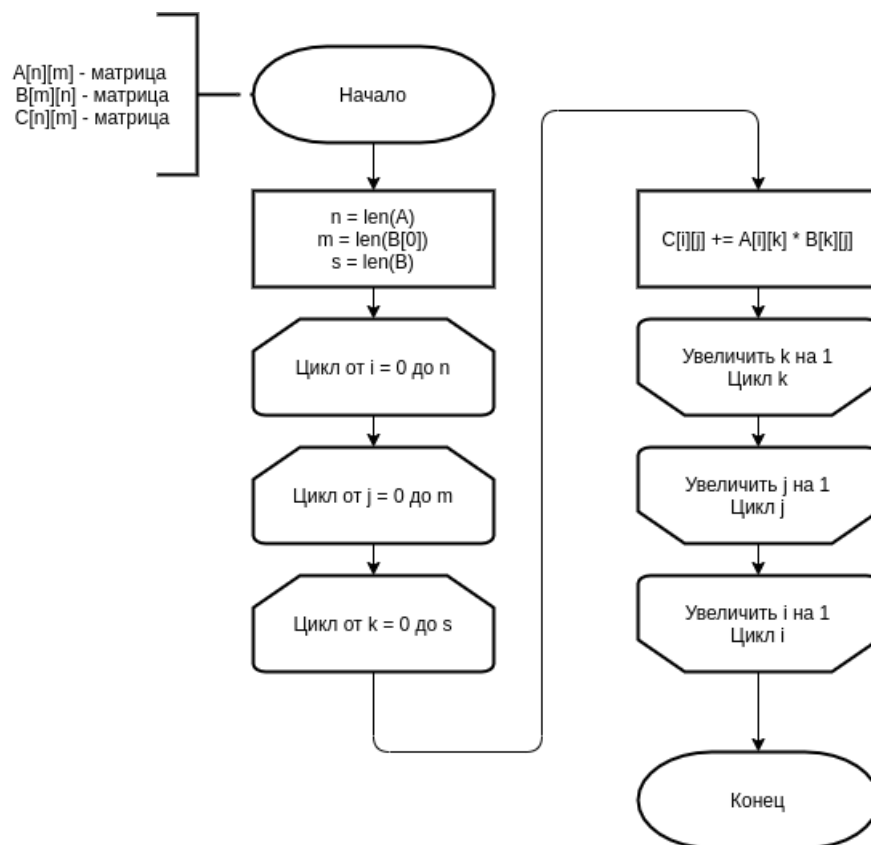 A[n][m] - матрица
B[m][n] - матрица
C[n][m] - матрица
Начало
n = len(A)
m = len(B[0])
s = len(B)
Цикл от i = 0 до n
Цикл от j = 0 до m
Цикл от k = 0 до s
C[i][j] += A[i][k] * B[k][j]
Увеличить k на 1
Цикл k
Увеличить j на 1
Цикл j
Увеличить i на 1
Цикл i
Конец